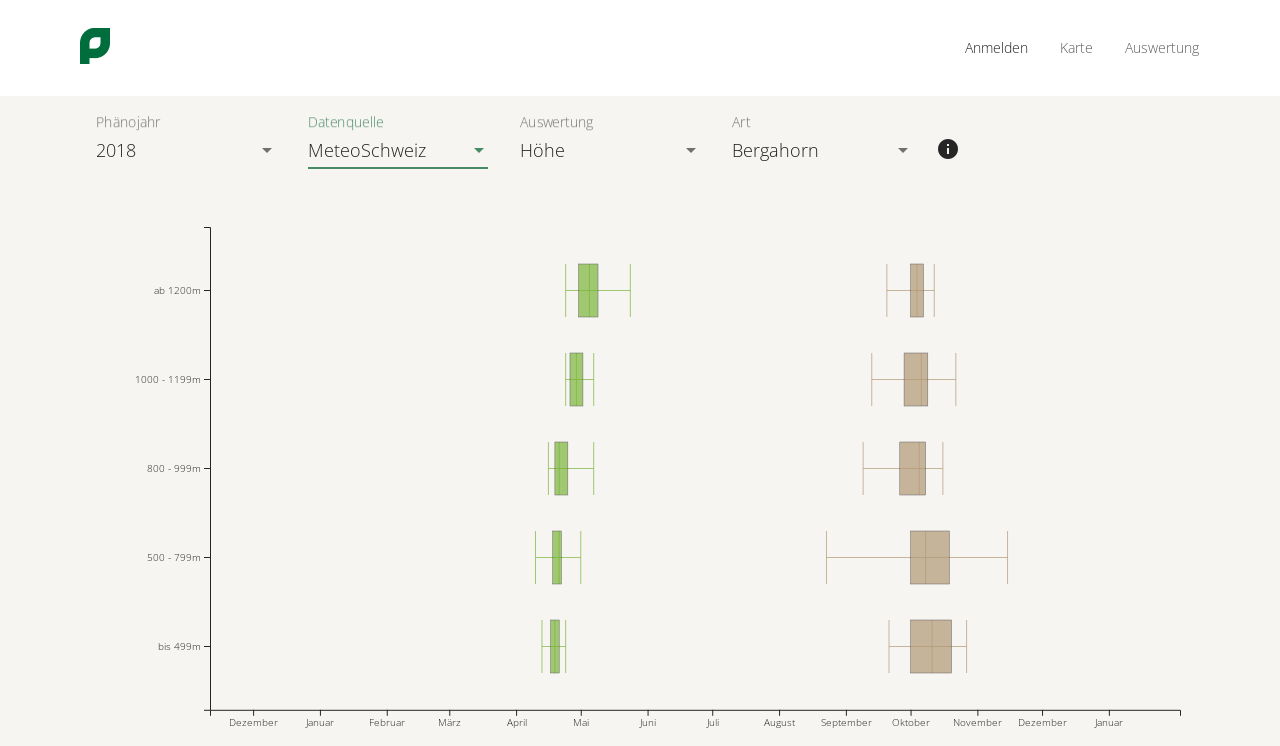 Anmelden Karte Auswertung
Phänojahr Datenquelle Auswertung Art
2018 MeteoSchweiz Höhe Bergahorn
ab 1200m
1000 - 1199m
800 - 999m
500 - 799m
bis 499m
Dezember Januar Februar März April Mai Juni Juli August September Oktober November Dezember Januar